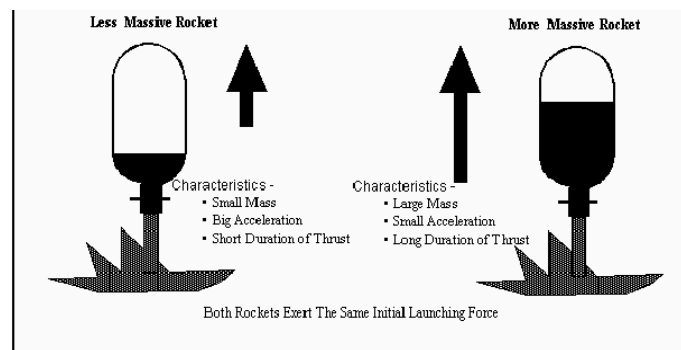 Less Massive Rocket
More Massive Rocket
Characteristics -
• Small Mass
• Big Acceleration
• Short Duration of Thrust
Characteristics -
• Large Mass
• Small Acceleration
• Long Duration of Thrust
Both Rockets Exert The Same Initial Launching Force